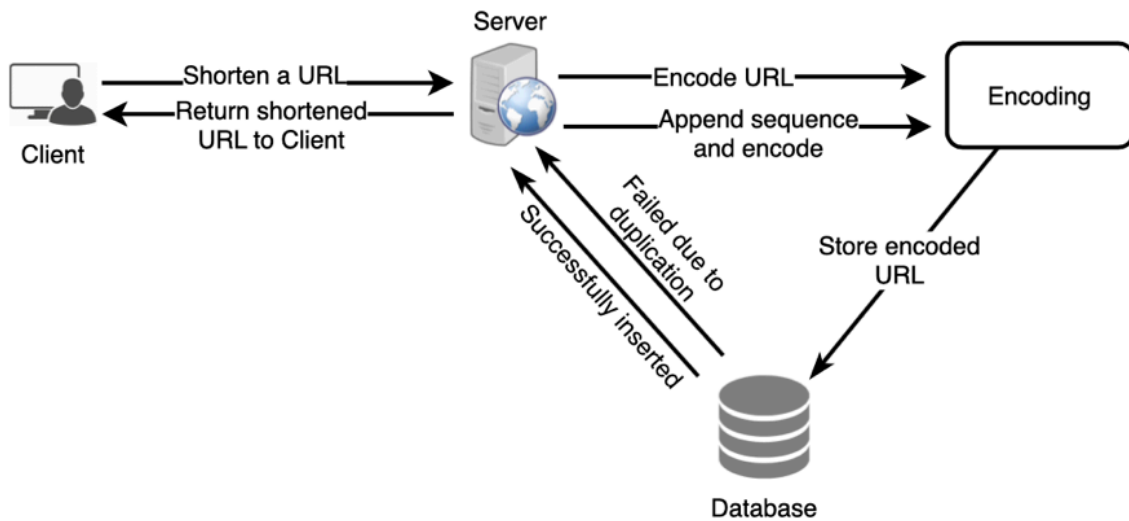 Server
Shorten a URL
Return shortened
URL to Client
Client
Encode URL
Append sequence
and encode
Encoding
Failed due to
duplication
Successfully inserted
Store encoded
URL
Database